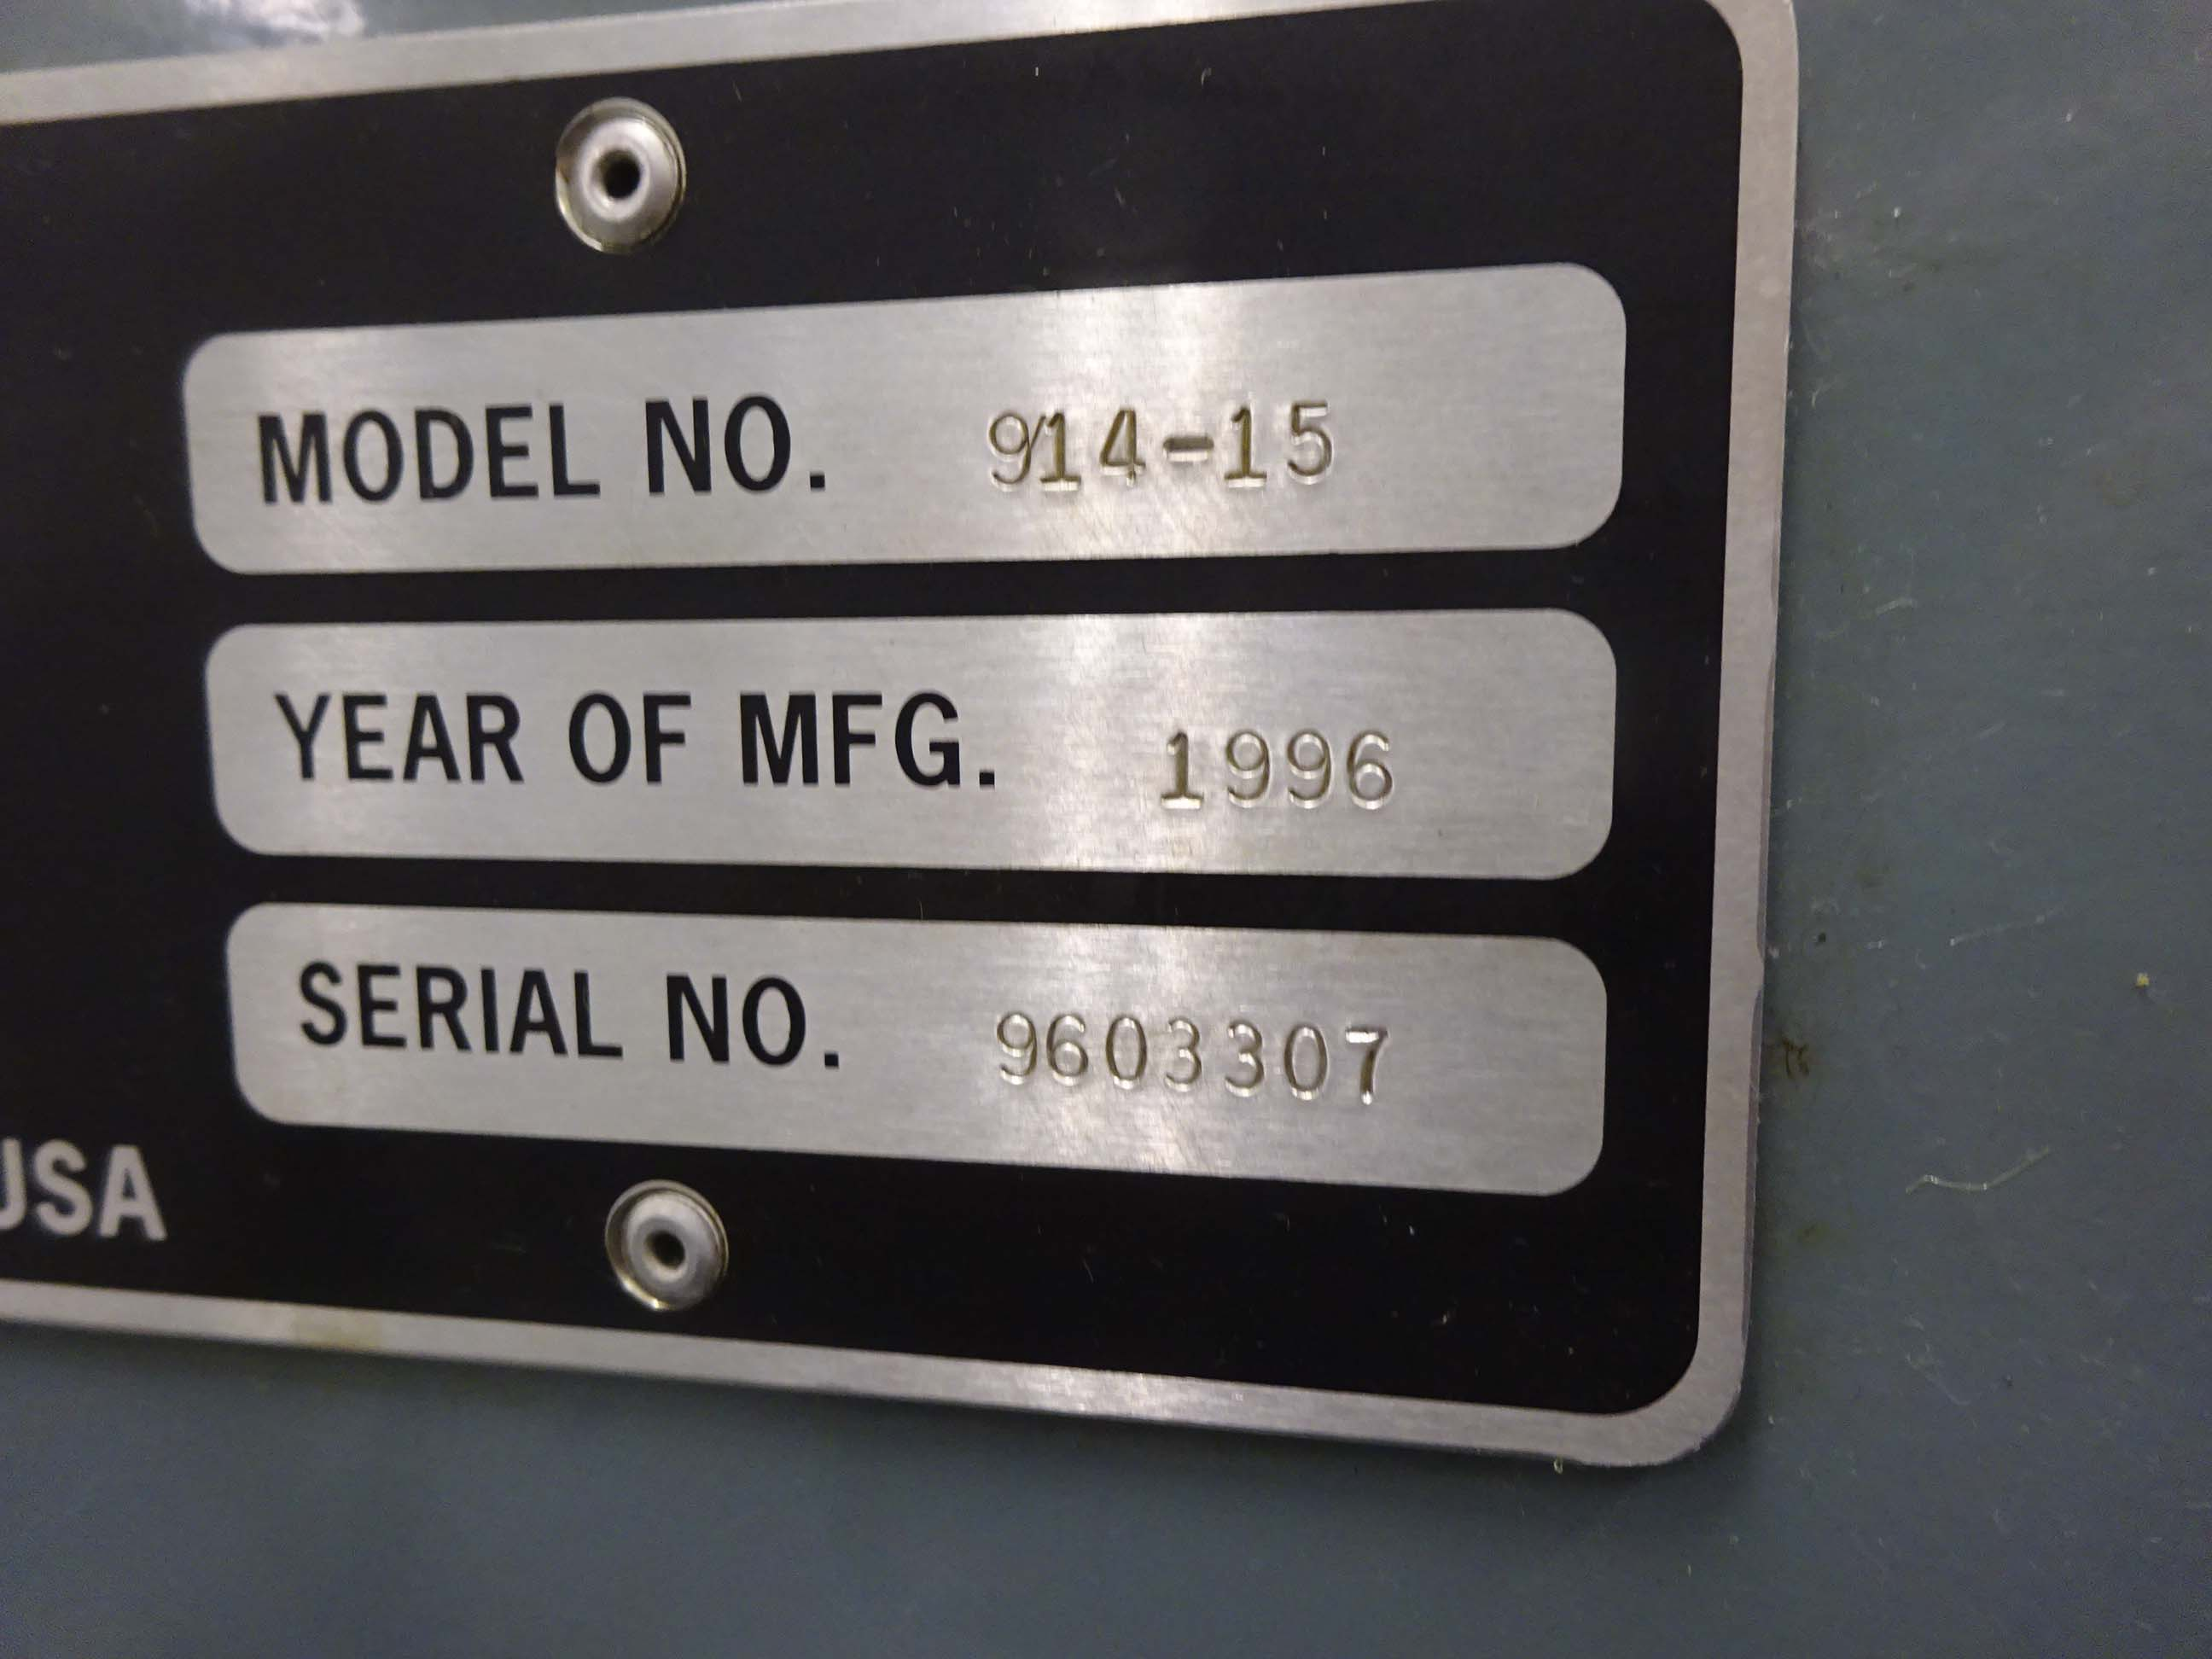 MODEL NO. 914-15
YEAR OF MFG. 1996
SERIAL NO. 9603307
USA